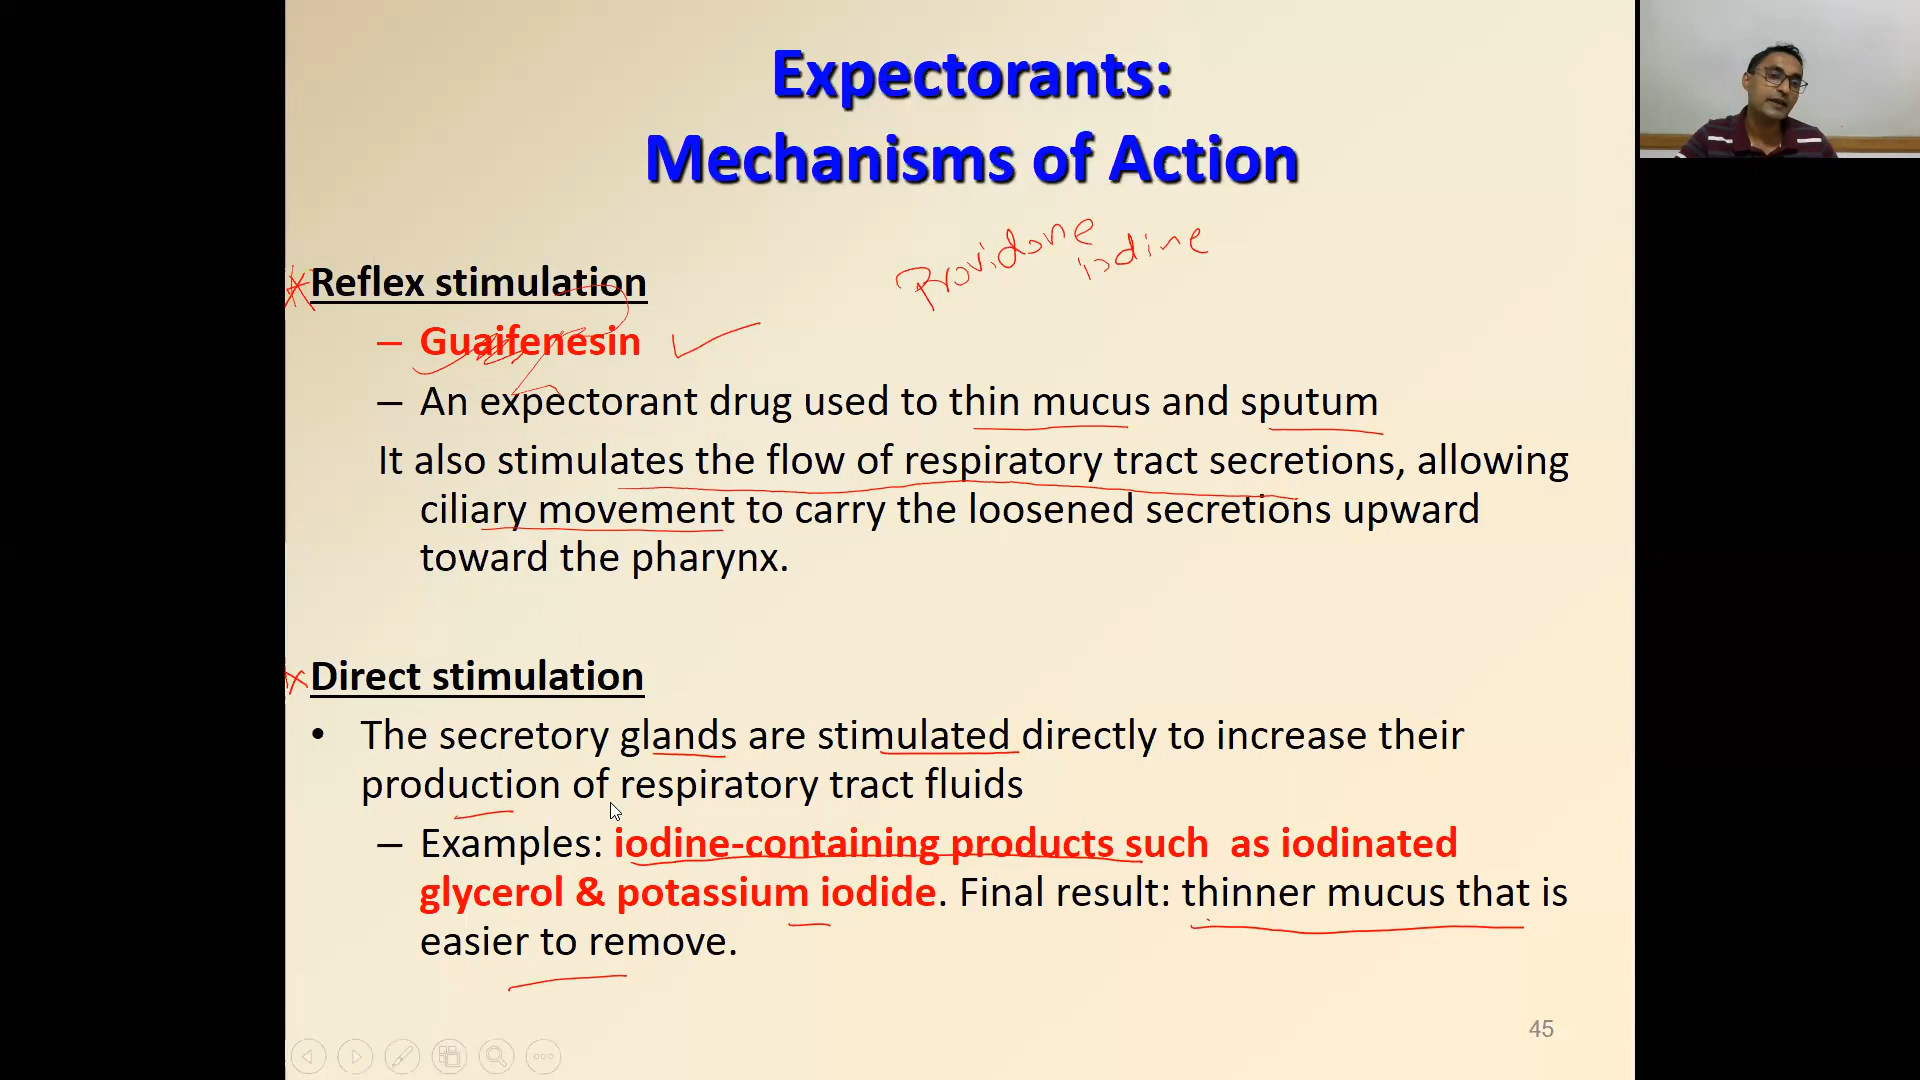 Expectorants:
Mechanisms of Action
Providone
iodine
Reflex stimulation
– Guaifenesin
– An expectorant drug used to thin mucus and sputum
It also stimulates the flow of respiratory tract secretions, allowing
ciliary movement to carry the loosened secretions upward
toward the pharynx.
Direct stimulation
• The secretory glands are stimulated directly to increase their
production of respiratory tract fluids
– Examples: iodine-containing products such as iodinated
glycerol & potassium iodide. Final result: thinner mucus that is
easier to remove.
45